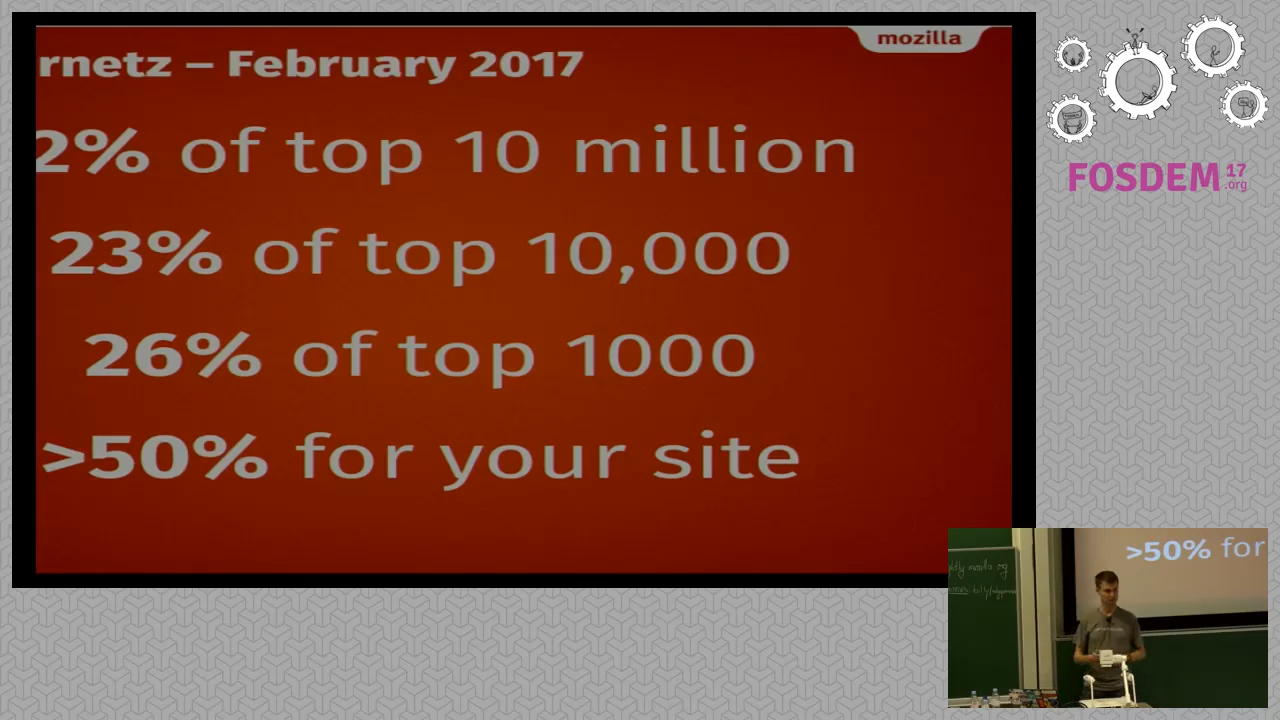 mozilla
rnetz – February 2017
2% of top 10 million
23% of top 10,000
26% of top 1000
>50% for your site
FOSDEM 17
.org
>50% for